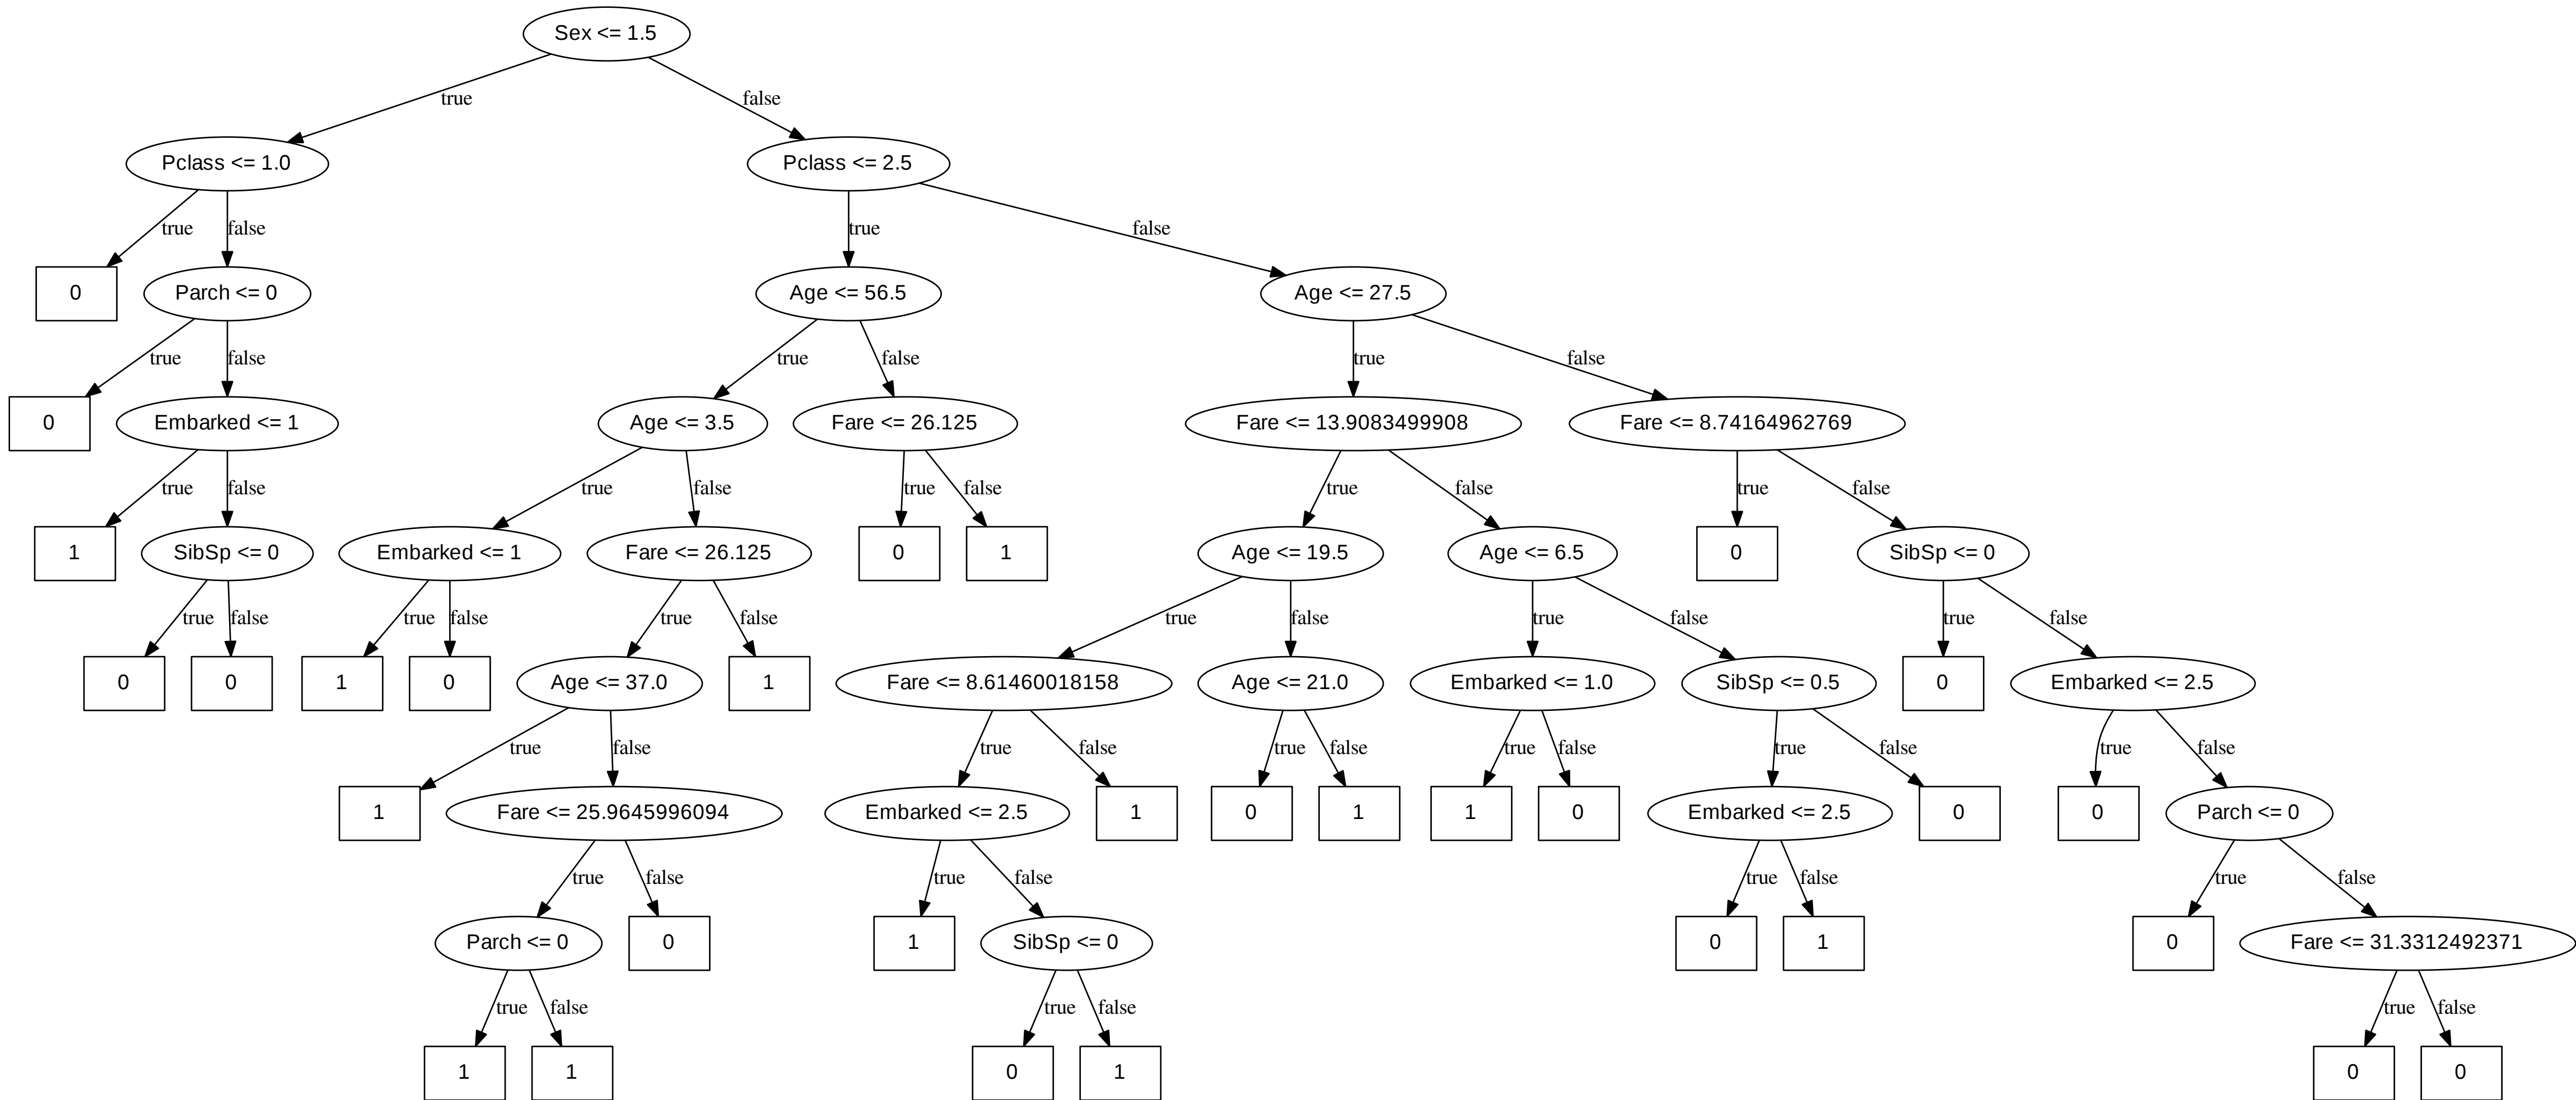 Sex <= 1.5
true false
Pclass <= 1.0 Pclass <= 2.5
true false true false
0 Parch <= 0 Age <= 56.5 Age <= 27.5
true false true false true false
0 Embarked <= 1 Age <= 3.5 Fare <= 26.125 Fare <= 13.9083499908 Fare <= 8.74164962769
true false true false true false true false true false
1 SibSp <= 0 Embarked <= 1 Fare <= 26.125 0 1 Age <= 19.5 Age <= 6.5 0 SibSp <= 0
true false true false true false true false true false true false
0 0 1 0 Age <= 37.0 1 Fare <= 8.61460018158 Age <= 21.0 Embarked <= 1.0 SibSp <= 0.5 0 Embarked <= 2.5
true false true false true false true false true false true false
1 Fare <= 25.9645996094 Embarked <= 2.5 1 0 1 1 0 Embarked <= 2.5 0 0 Parch <= 0
true false true false true false true false
Parch <= 0 0 1 SibSp <= 0 0 1 0 Fare <= 31.3312492371
true false true false true false
1 1 0 1 0 0